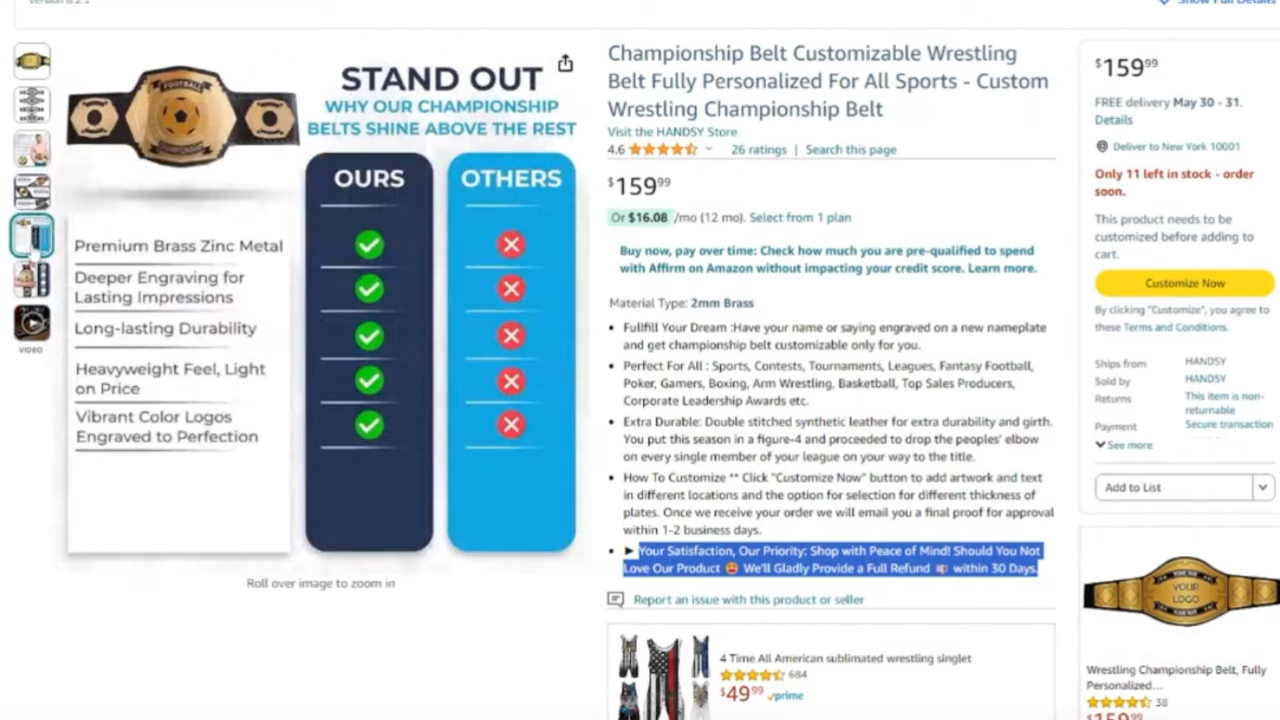 Version 6.2.1
Show Full Details
STAND OUT
WHY OUR CHAMPIONSHIP
BELTS SHINE ABOVE THE REST
FOOTBALL
OURS
OTHERS
Premium Brass Zinc Metal
Deeper Engraving for
Lasting Impressions
Long-lasting Durability
Heavyweight Feel, Light
on Price
Vibrant Color Logos
Engraved to Perfection
VIDEO
Roll over image to zoom in
Championship Belt Customizable Wrestling
Belt Fully Personalized For All Sports - Custom
Wrestling Championship Belt
Visit the HANDSY Store
4.6
26 ratings | Search this page
$159⁹⁹
Or $16.08 /mo (12 mo). Select from 1 plan
Buy now, pay over time: Check how much you are pre-qualified to spend
with Affirm on Amazon without impacting your credit score. Learn more.
Material Type: 2mm Brass
• Fullfill Your Dream :Have your name or saying engraved on a new nameplate
and get championship belt customizable only for you.
• Perfect For All : Sports, Contests, Tournaments, Leagues, Fantasy Football,
Poker, Gamers, Boxing, Arm Wrestling, Basketball, Top Sales Producers,
Corporate Leadership Awards etc.
• Extra Durable: Double stitched synthetic leather for extra durability and girth.
You put this season in a figure-4 and proceeded to drop the peoples' elbow
on every single member of your league on your way to the title.
• How To Customize ** Click "Customize Now" button to add artwork and text
in different locations and the option for selection for different thickness of
plates. Once we receive your order we will email you a final proof for approval
within 1-2 business days.
• ► Your Satisfaction, Our Priority: Shop with Peace of Mind! Should You Not
Love Our Product 😩 We'll Gladly Provide a Full Refund 💵 within 30 Days.
Report an issue with this product or seller
4 Time All American sublimated wrestling singlet
684
$49⁹⁹ prime
$159⁹⁹
FREE delivery May 30 - 31.
Details
Deliver to New York 10001
Only 11 left in stock - order
soon.
This product needs to be
customized before adding to
cart.
Customize Now
By clicking "Customize", you agree to
these Terms and Conditions.
Ships from HANDSY
Sold by HANDSY
Returns This item is non-
returnable
Payment Secure transaction
See more
Add to List
YOUR
LOGO
Wrestling Championship Belt, Fully
Personalized...
38
$159⁹⁹